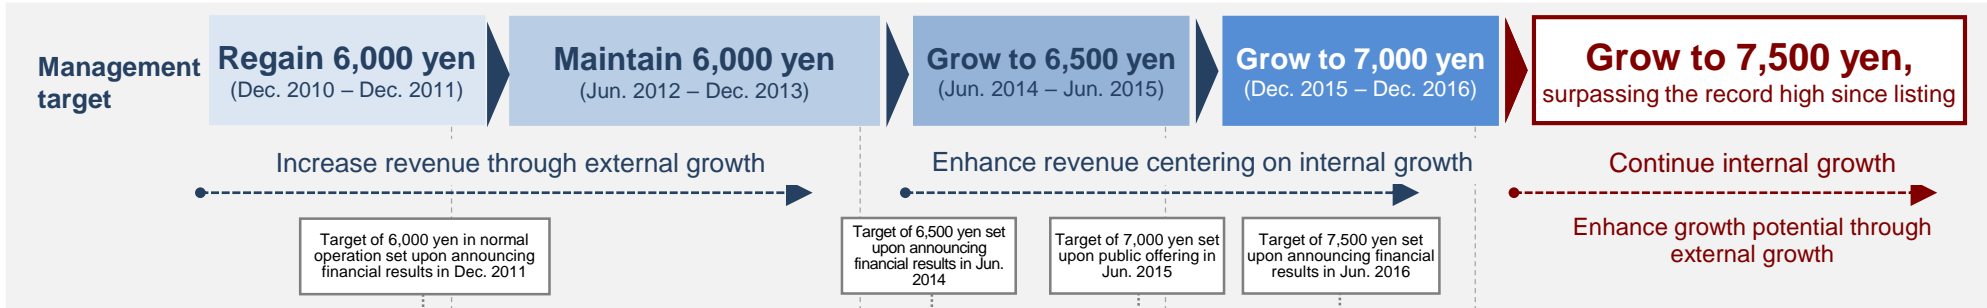 Management
target
Regain 6,000 yen
(Dec. 2010 – Dec. 2011)
Maintain 6,000 yen
(Jun. 2012 – Dec. 2013)
Grow to 6,500 yen
(Jun. 2014 – Jun. 2015)
Grow to 7,000 yen
(Dec. 2015 – Dec. 2016)
Grow to 7,500 yen,
surpassing the record high since listing
Increase revenue through external growth
Enhance revenue centering on internal growth
Continue internal growth
Target of 6,000 yen in normal
operation set upon announcing
financial results in Dec. 2011
Target of 6,500 yen set
upon announcing
financial results in Jun.
2014
Target of 7,000 yen set
upon public offering in
Jun. 2015
Target of 7,500 yen set
upon announcing financial
results in Jun. 2016
Enhance growth potential through
external growth